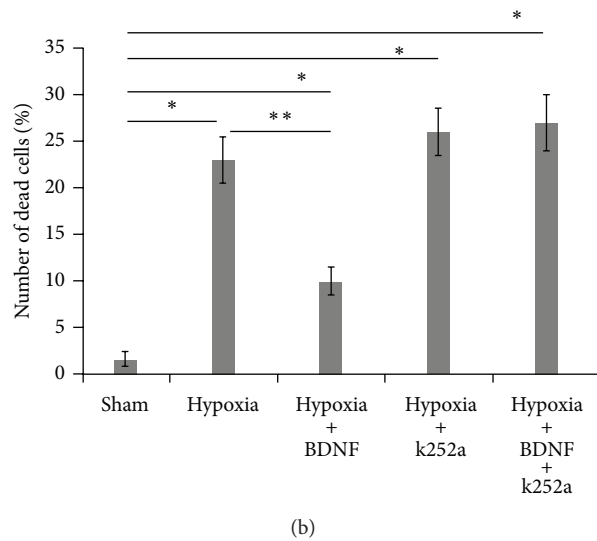 *
*
*
*
**
35
30
25
20
15
10
5
0
Number of dead cells (%)
Sham
Hypoxia
Hypoxia
+
BDNF
Hypoxia
+
k252a
Hypoxia
+
BDNF
+
k252a
(b)